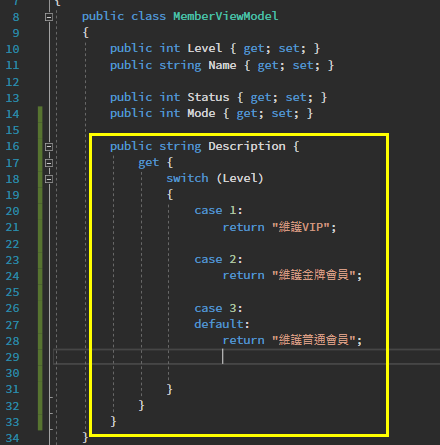 7 {
8 public class MemberViewModel
9 {
10 public int Level { get; set; }
11 public string Name { get; set; }
12
13 public int Status { get; set; }
14 public int Mode { get; set; }
15
16 public string Description {
17 get {
18 switch (Level)
19 {
20 case 1:
21 return "維護VIP";
22
23 case 2:
24 return "維護金牌會員";
25
26 case 3:
27 default:
28 return "維護普通會員";
29
30
31 }
32 }
33 }
34 }